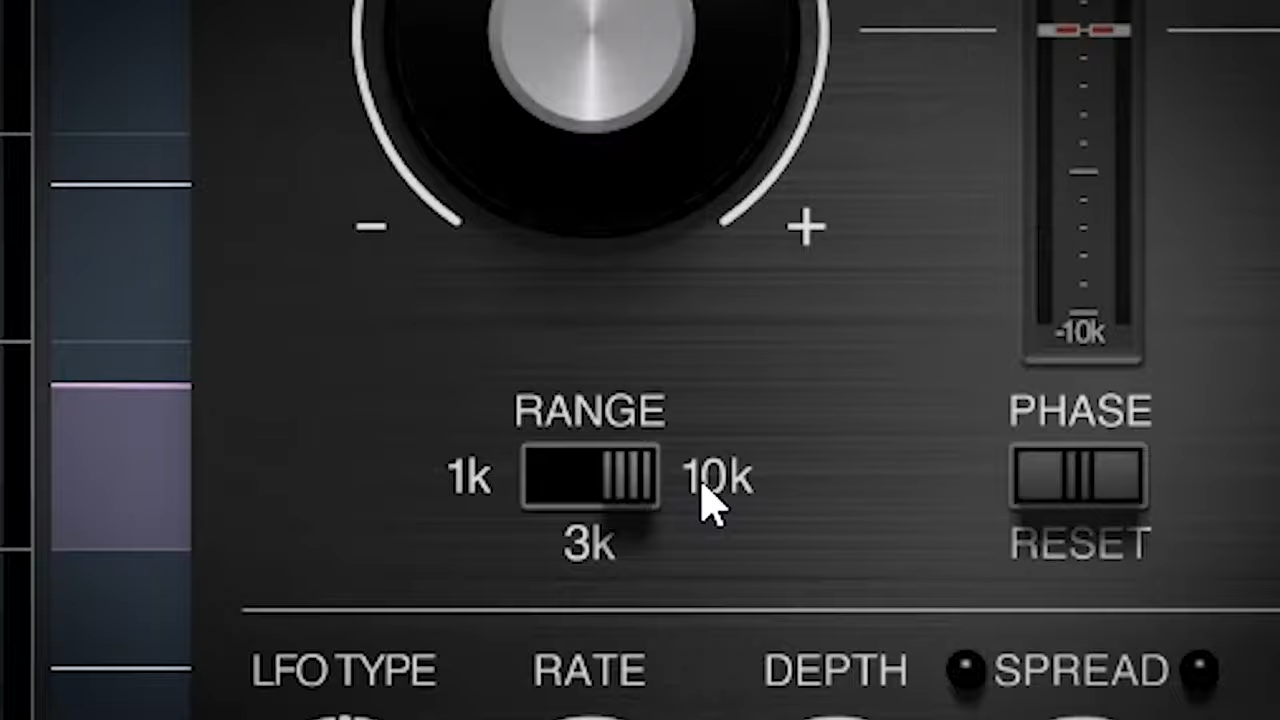 − +
-10k
RANGE PHASE
1k 10k
3k RESET
LFO TYPE RATE DEPTH SPREAD